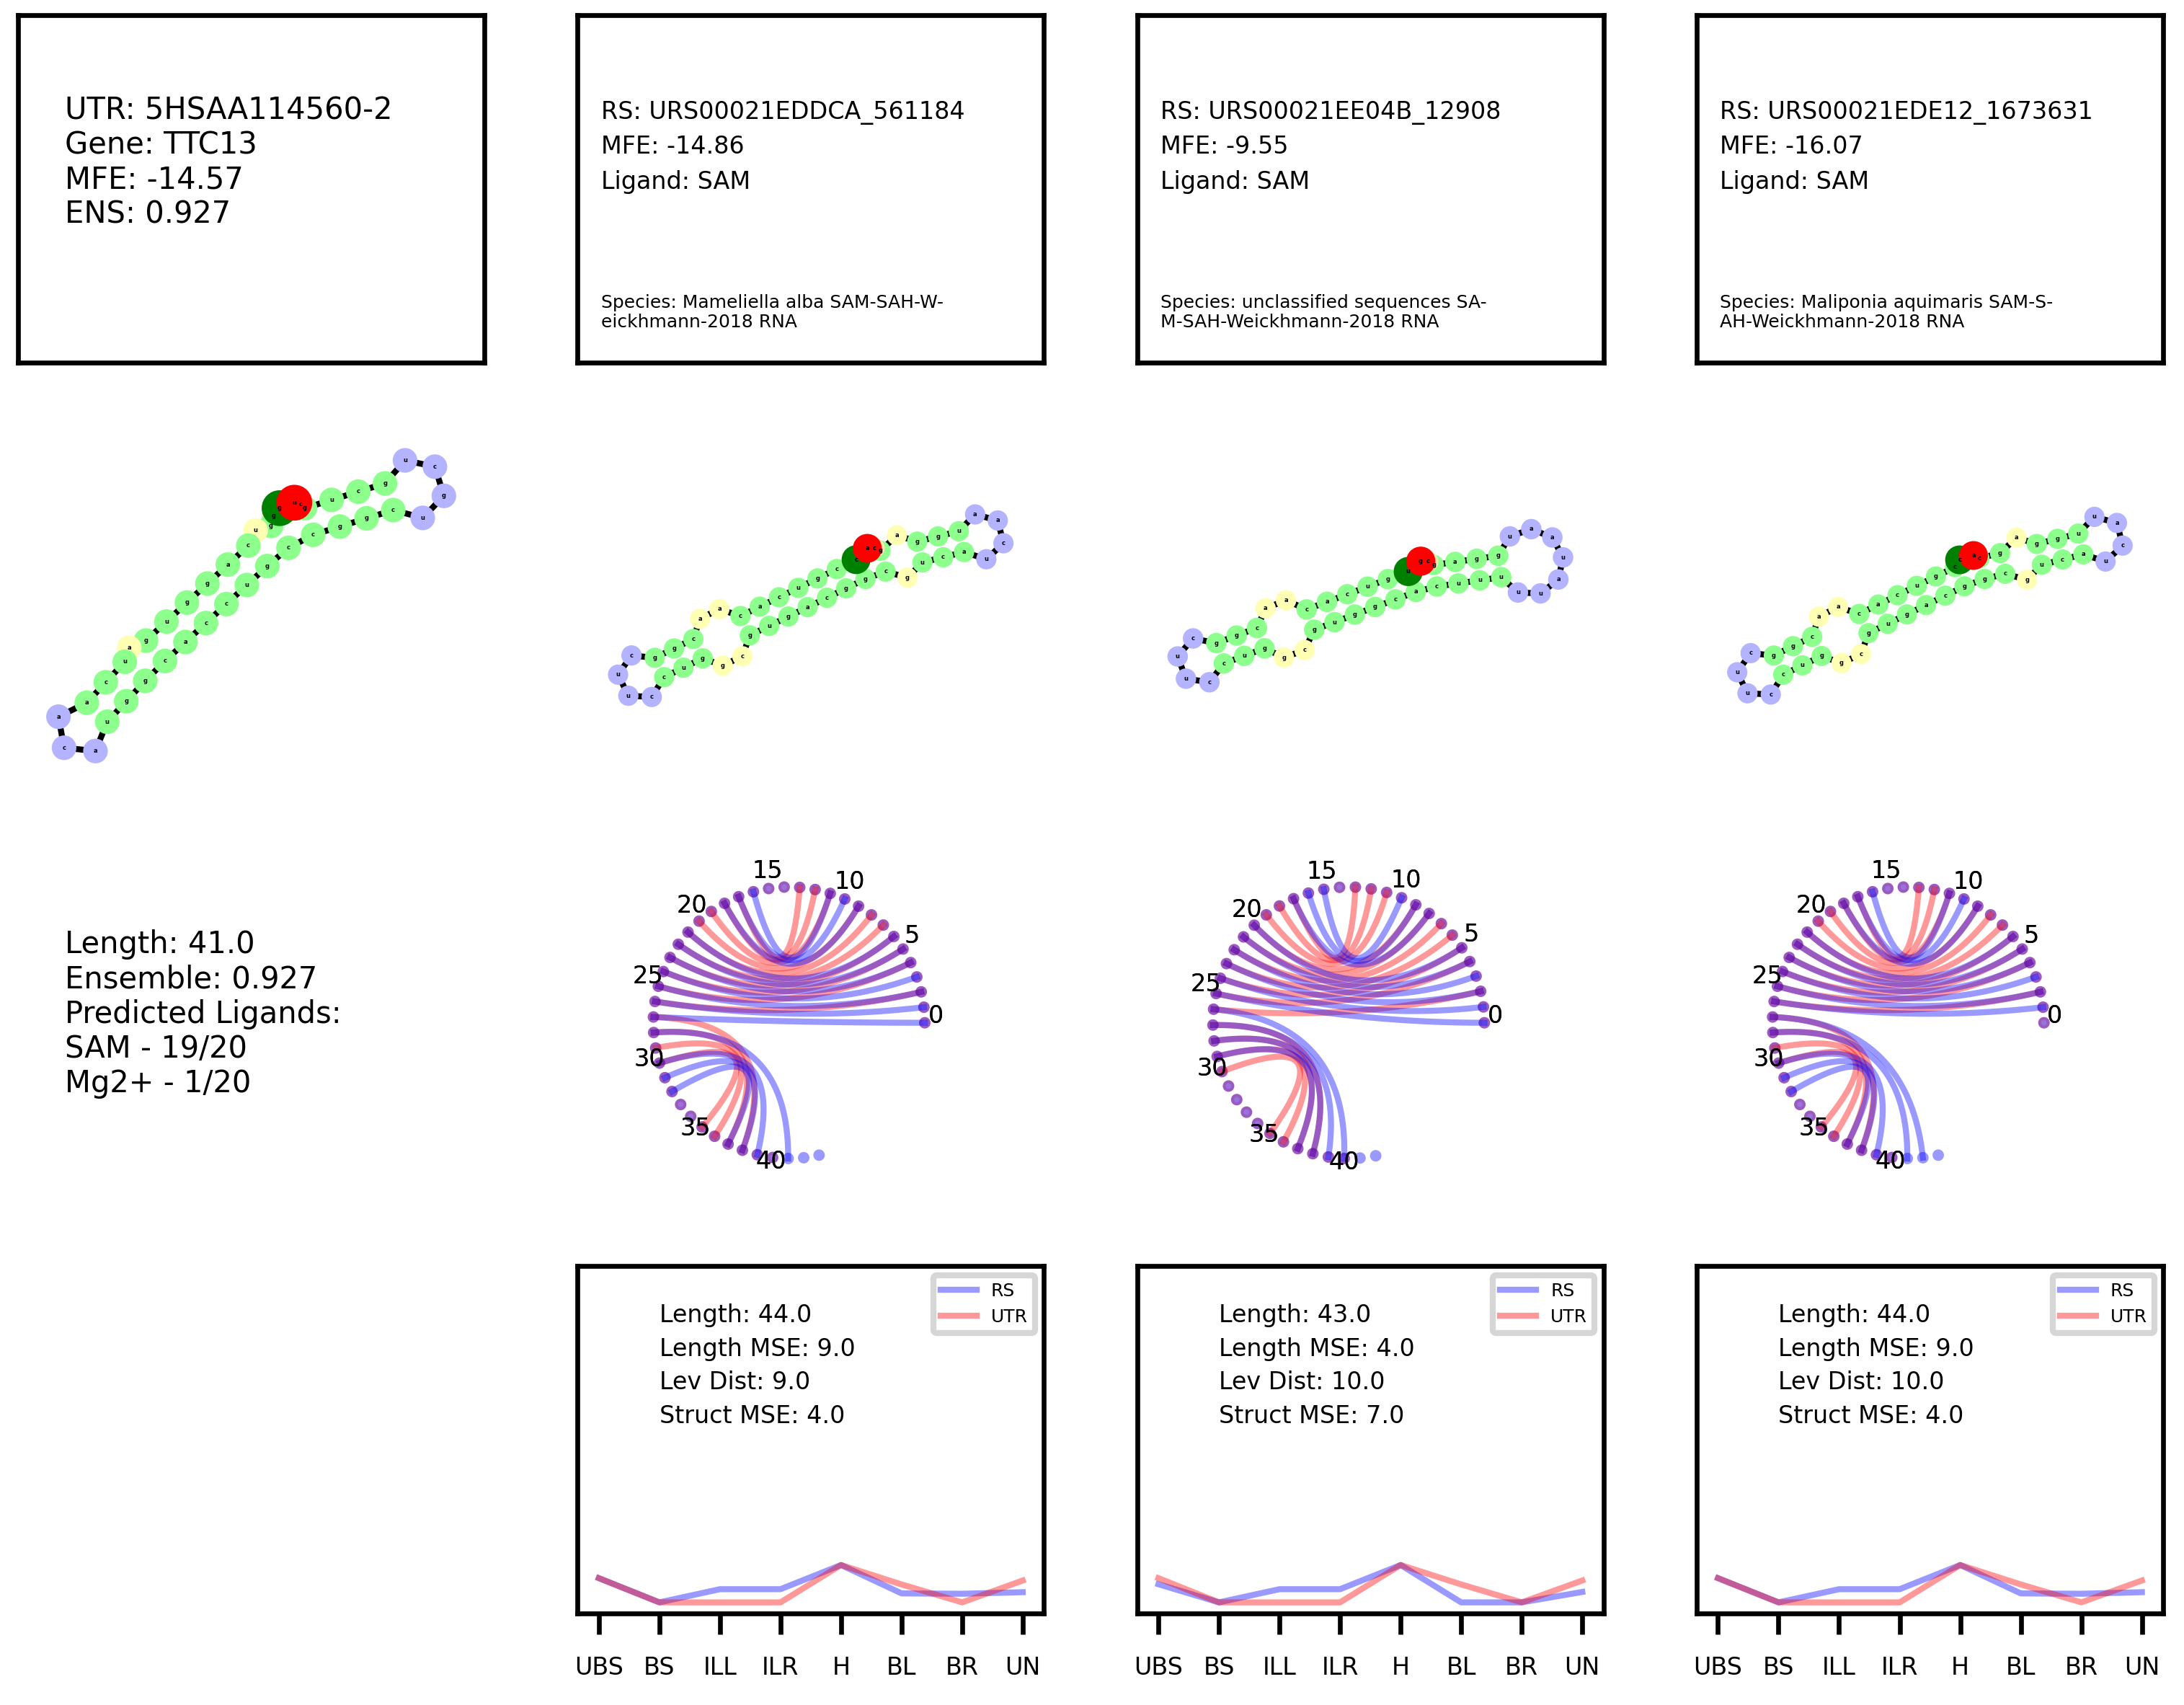 UTR: 5HSAA114560-2
Gene: TTC13
MFE: -14.57
ENS: 0.927
RS: URS00021EDDCA_561184
MFE: -14.86
Ligand: SAM
Species: Mameliella alba SAM-SAH-W-
eickhmann-2018 RNA
RS: URS00021EE04B_12908
MFE: -9.55
Ligand: SAM
Species: unclassified sequences SA-
M-SAH-Weickhmann-2018 RNA
RS: URS00021EDE12_1673631
MFE: -16.07
Ligand: SAM
Species: Maliponia aquimaris SAM-S-
AH-Weickhmann-2018 RNA
Length: 41.0
Ensemble: 0.927
Predicted Ligands:
SAM - 19/20
Mg2+ - 1/20
15
10
20
5
25
0
30
35
40
15
10
20
5
25
0
30
35
40
15
10
20
5
25
0
30
35
40
RS
UTR
Length: 44.0
Length MSE: 9.0
Lev Dist: 9.0
Struct MSE: 4.0
UBS BS ILL ILR H BL BR UN
RS
UTR
Length: 43.0
Length MSE: 4.0
Lev Dist: 10.0
Struct MSE: 7.0
UBS BS ILL ILR H BL BR UN
RS
UTR
Length: 44.0
Length MSE: 9.0
Lev Dist: 10.0
Struct MSE: 4.0
UBS BS ILL ILR H BL BR UN